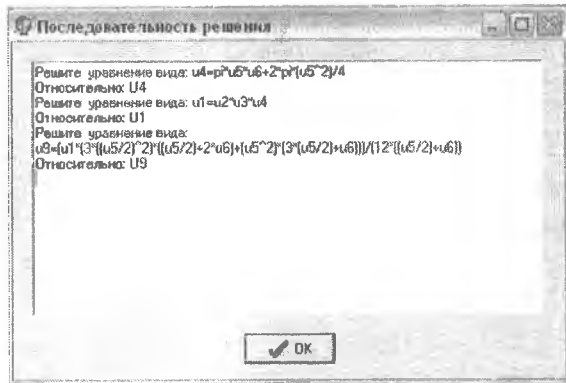 Последовательность решения
Решите уравнение вида: u4=pi*u5*u6+2*pi*(u5^2)/4
Относительно: U4
Решите уравнение вида: u1=u2*u3*u4
Относительно: U1
Решите уравнение вида:
u9=(u1*(3*((u5/2)^2)*((u5/2)+2*u6)+(u5^2)*(3*(u5/2)+u6)))/(12*((u5/2)+u6))
Относительно: U9
OK